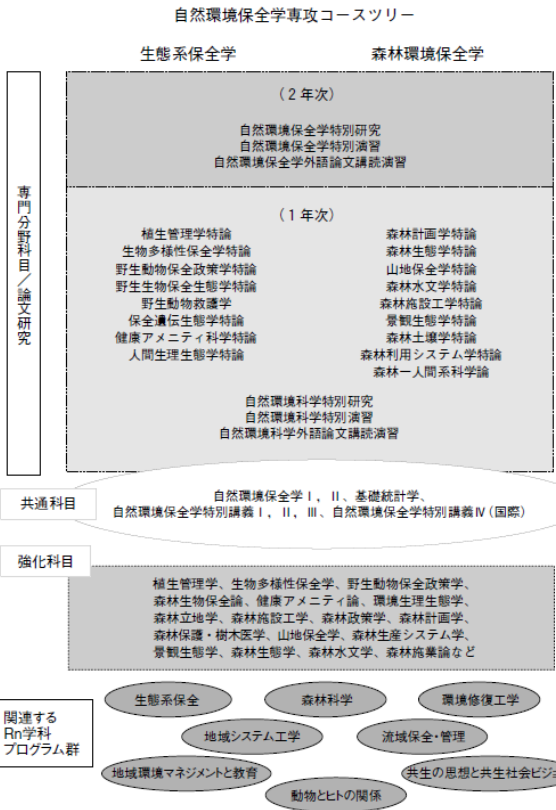 自然環境保全学専攻コースツリー
生態系保全学
森林環境保全学
専門分野科目／論文研究
（２年次）
自然環境保全学特別研究
自然環境保全学特別演習
自然環境保全学外語論文講読演習
（１年次）
植生管理学特論
生物多様性保全学特論
野生動物保全政策学特論
野生生物保全生態学特論
野生動物救護学
保全遺伝生態学特論
健康アメニティ科学特論
人間生理生態学特論
森林計画学特論
森林生態学特論
山地保全学特論
森林水文学特論
森林施設工学特論
景観生態学特論
森林土壌学特論
森林利用システム学特論
森林ー人間系科学論
自然環境科学特別研究
自然環境科学特別演習
自然環境科学外語論文講読演習
共通科目
自然環境保全学Ⅰ，Ⅱ、基礎統計学、
自然環境保全学特別講義Ⅰ，Ⅱ，Ⅲ、自然環境保全学特別講義Ⅳ（国際）
強化科目
植生管理学、生物多様性保全学、野生動物保全政策学、
森林生物保全論、健康アメニティ論、環境生理生態学、
森林立地学、森林施設工学、森林政策学、森林計画学、
森林保護・樹木医学、山地保全学、森林生産システム学、
景観生態学、森林生態学、森林水文学、森林施業論など
関連する
Rn学科
プログラム群
生態系保全
森林科学
環境修復工学
地域システム工学
流域保全・管理
地域環境マネジメントと教育
共生の思想と共生社会ビジ
動物とヒトの関係